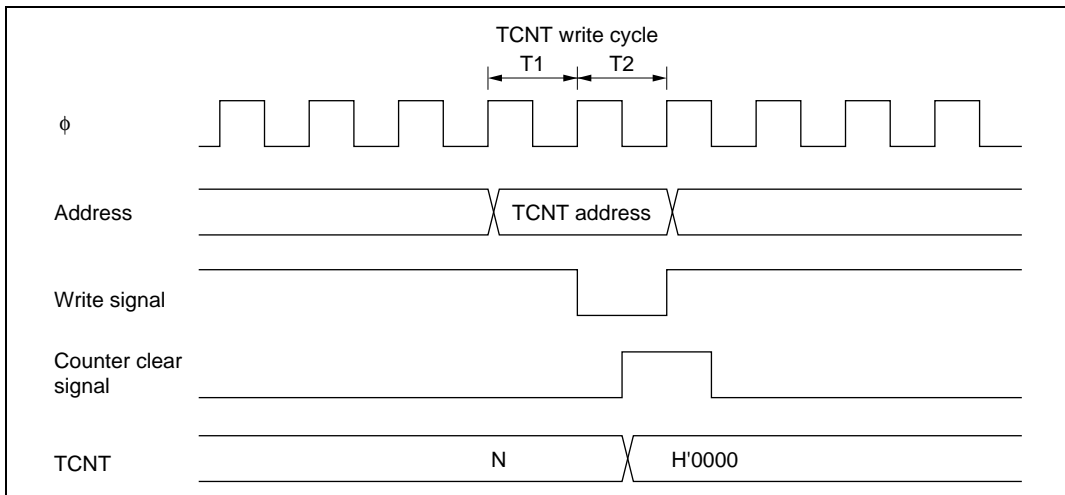 TCNT write cycle
T1 T2
ϕ
Address
TCNT address
Write signal
Counter clear
signal
TCNT
N
H'0000